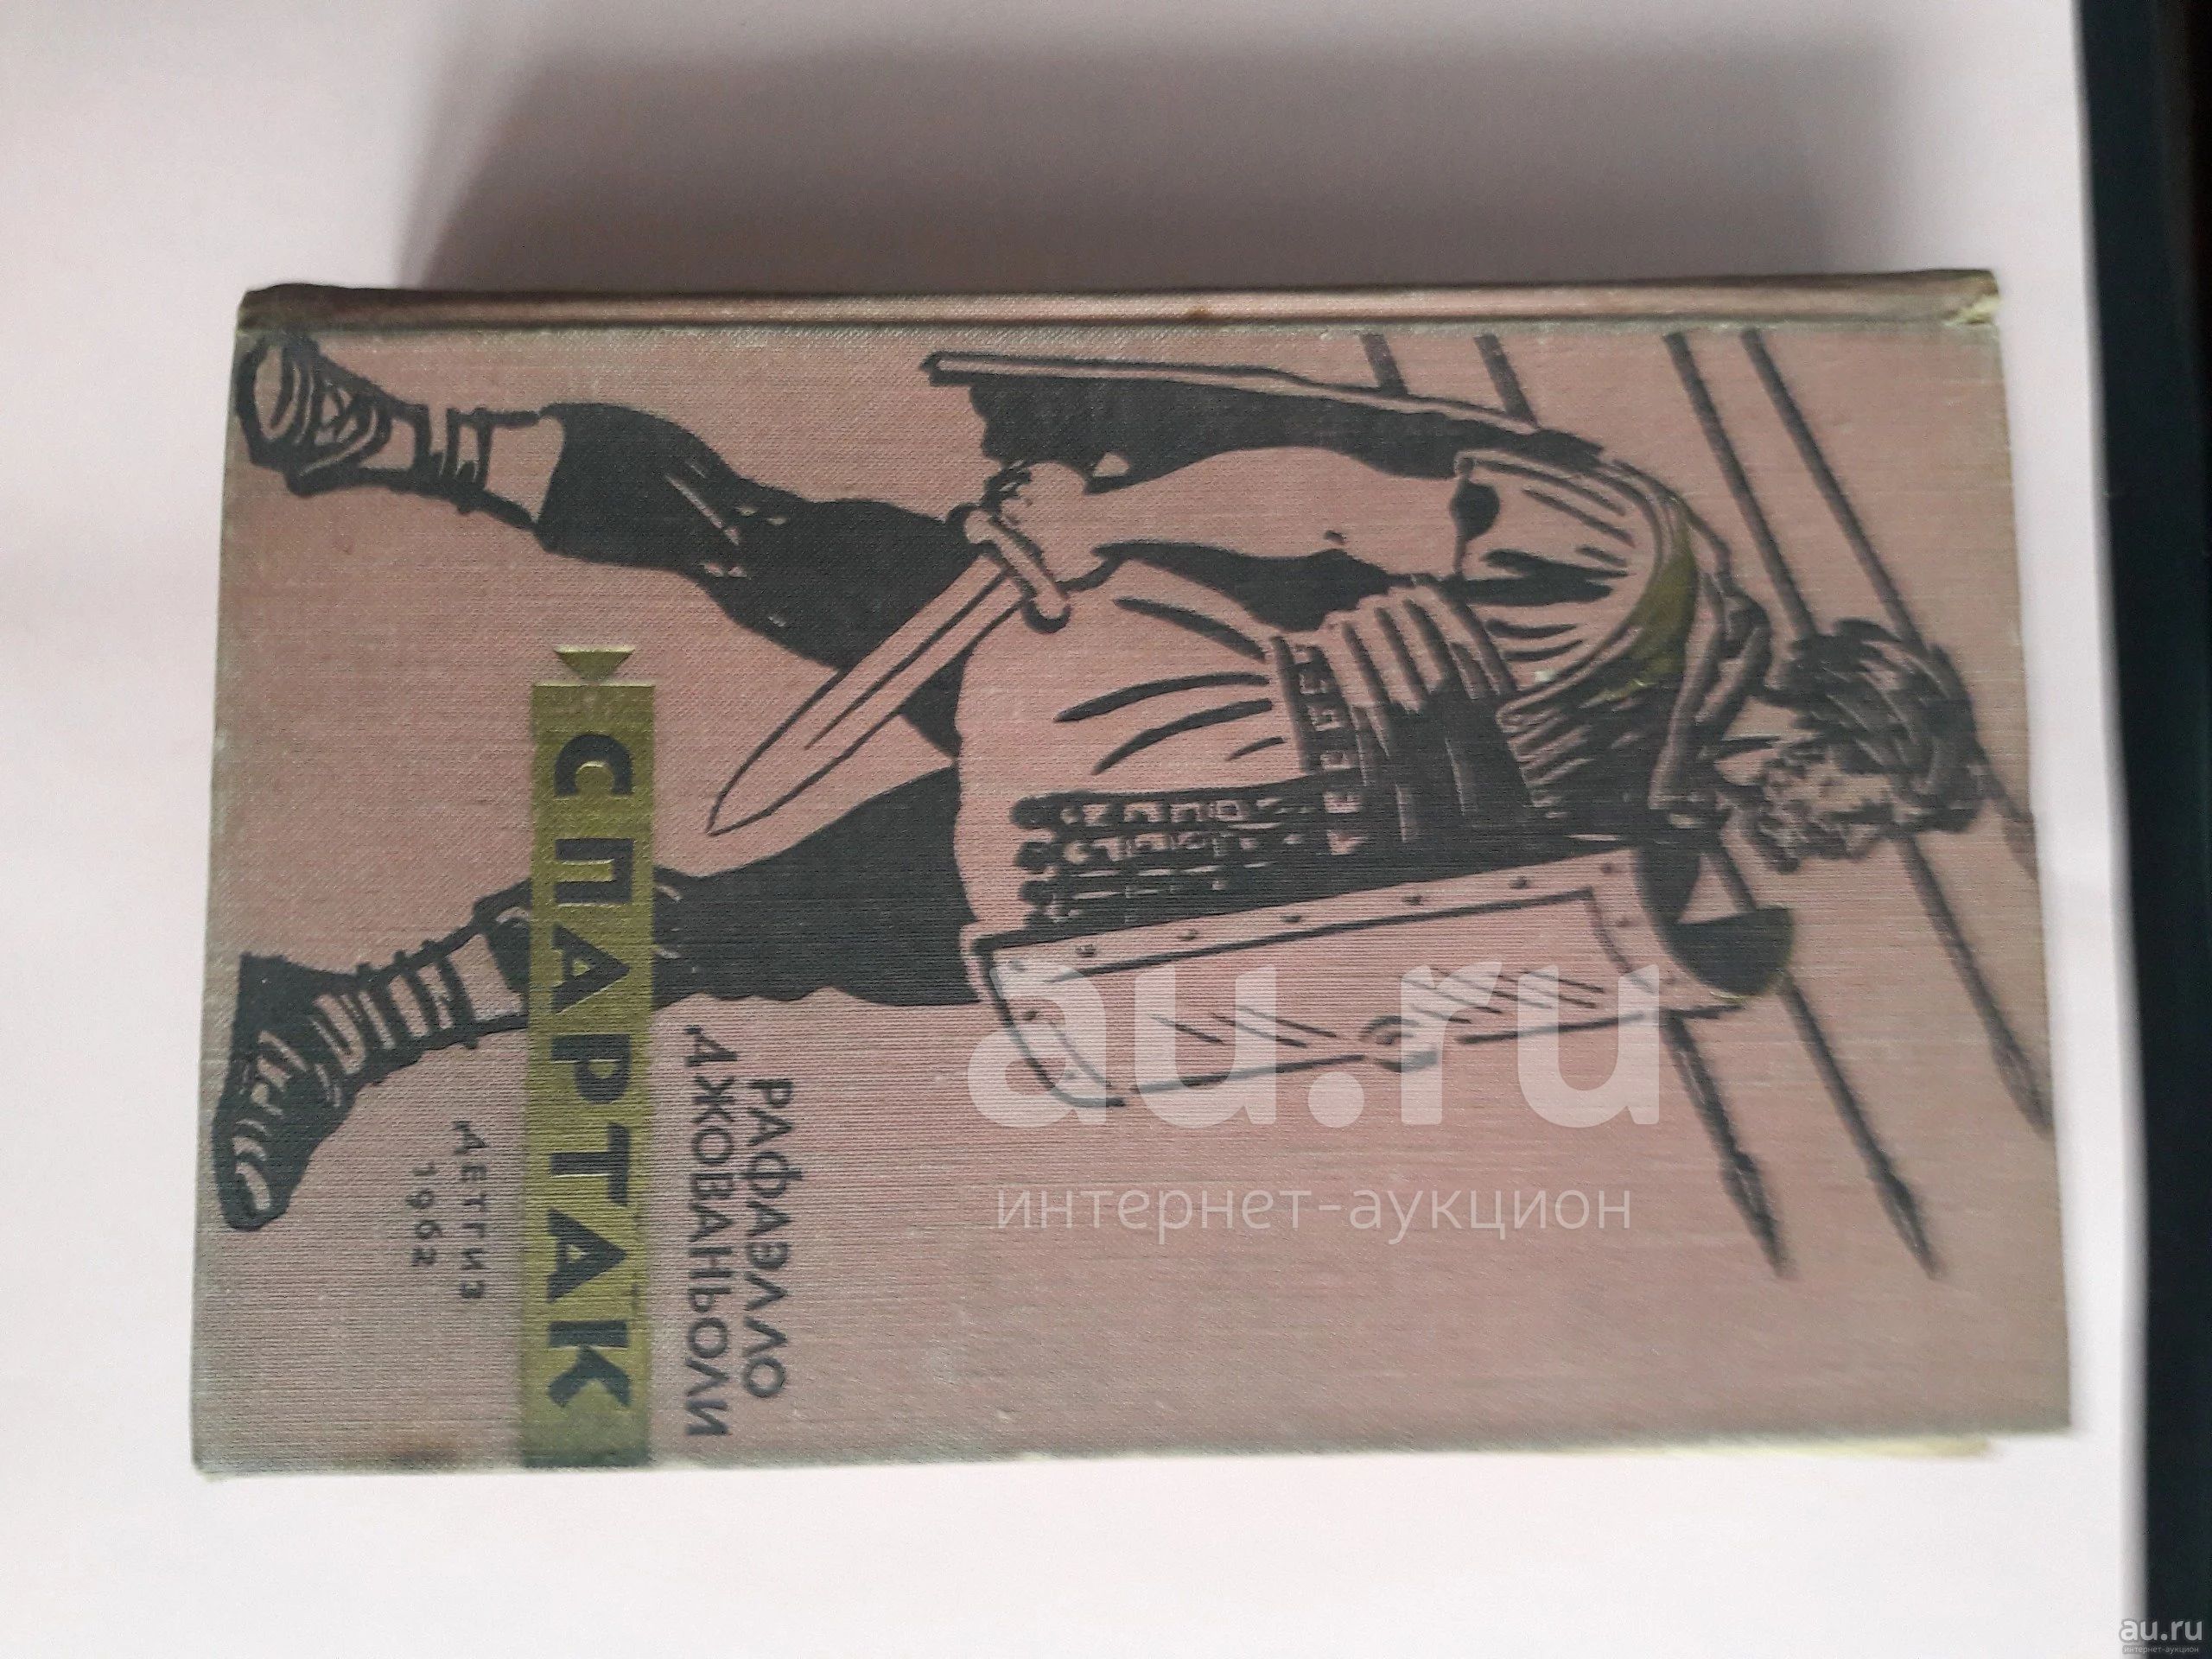 РАФАЭЛЛО
ДЖОВАНЬОЛИ
СПАРТАК
ДЕТГИЗ
1962
au.ru
интернет-аукцион
au.ru
интернет-аукцион